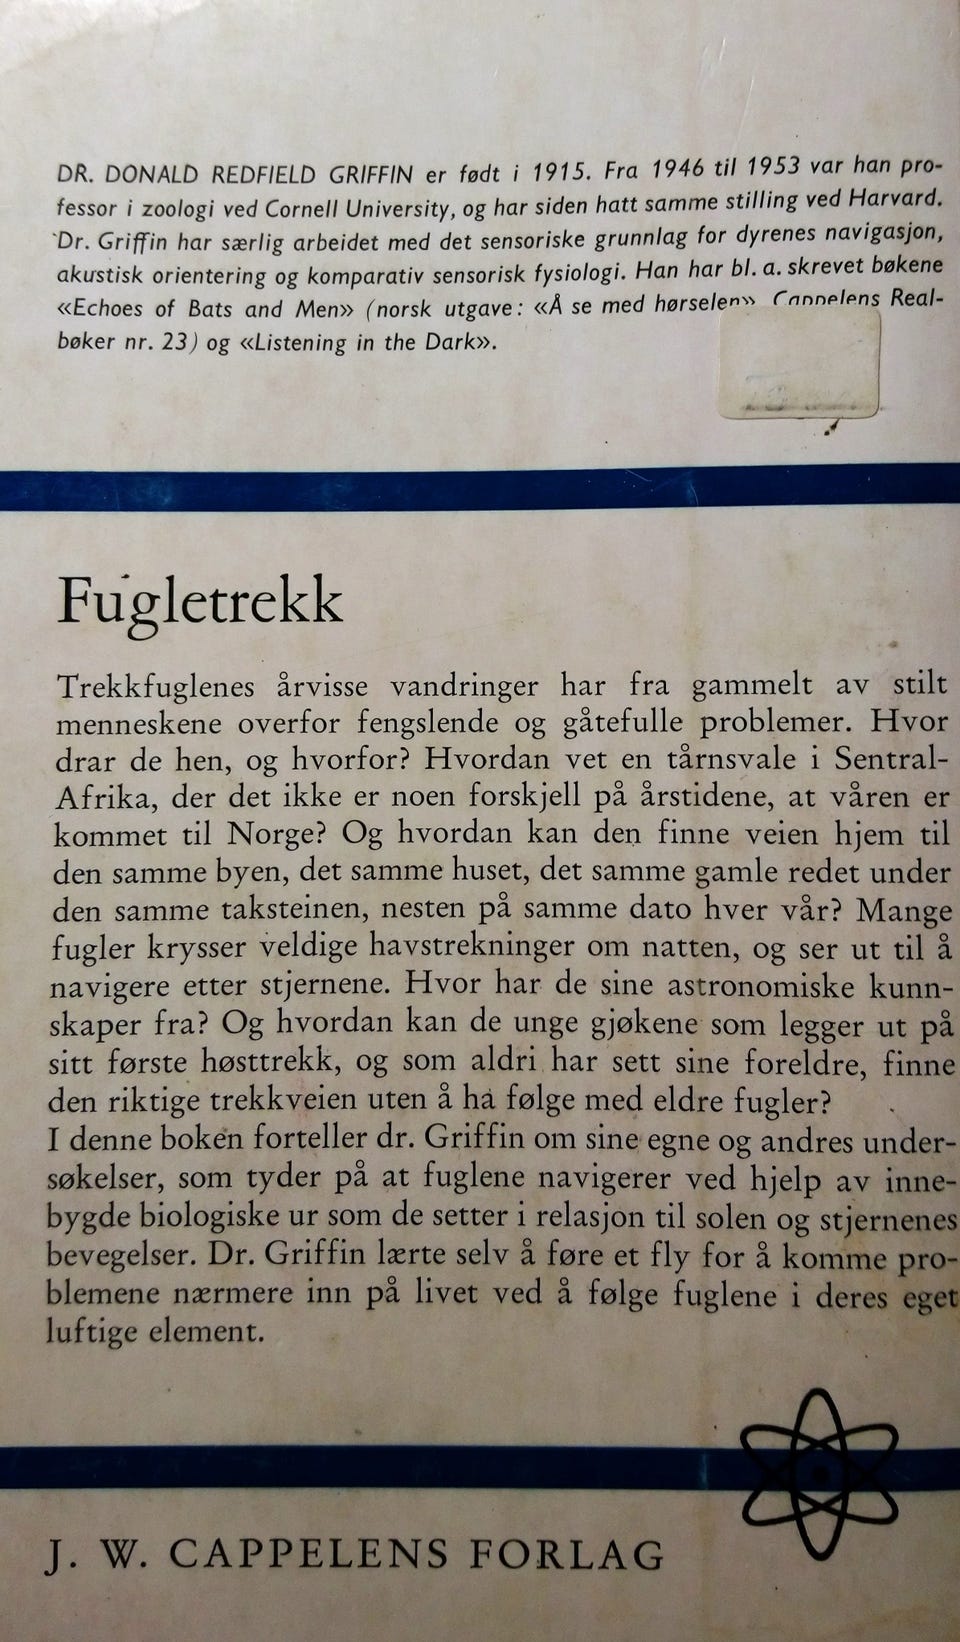 DR. DONALD REDFIELD GRIFFIN er født i 1915. Fra 1946 til 1953 var han pro-
fessor i zoologi ved Cornell University, og har siden hatt samme stilling ved Harvard.
Dr. Griffin har særlig arbeidet med det sensoriske grunnlag for dyrenes navigasjon,
akustisk orientering og komparativ sensorisk fysiologi. Han har bl. a. skrevet bøkene
«Echoes of Bats and Men» (norsk utgave: «Å se med hørselen» Cappelens Real-
bøker nr. 23) og «Listening in the Dark».
Fugletrekk
Trekkfuglenes årvisse vandringer har fra gammelt av stilt
menneskene overfor fengslende og gåtefulle problemer. Hvor
drar de hen, og hvorfor? Hvordan vet en tårnsvale i Sentral-
Afrika, der det ikke er noen forskjell på årstidene, at våren er
kommet til Norge? Og hvordan kan den finne veien hjem til
den samme byen, det samme huset, det samme gamle redet under
den samme taksteinen, nesten på samme dato hver vår? Mange
fugler krysser veldige havstrekninger om natten, og ser ut til å
navigere etter stjernene. Hvor har de sine astronomiske kunn-
skaper fra? Og hvordan kan de unge gjøkene som legger ut på
sitt første høsttrekk, og som aldri har sett sine foreldre, finne
den riktige trekkveien uten å ha følge med eldre fugler?
I denne boken forteller dr. Griffin om sine egne og andres under-
søkelser, som tyder på at fuglene navigerer ved hjelp av inne-
bygde biologiske ur som de setter i relasjon til solen og stjernenes
bevegelser. Dr. Griffin lærte selv å føre et fly for å komme pro-
blemene nærmere inn på livet ved å følge fuglene i deres eget
luftige element.
J. W. CAPPELENS FORLAG